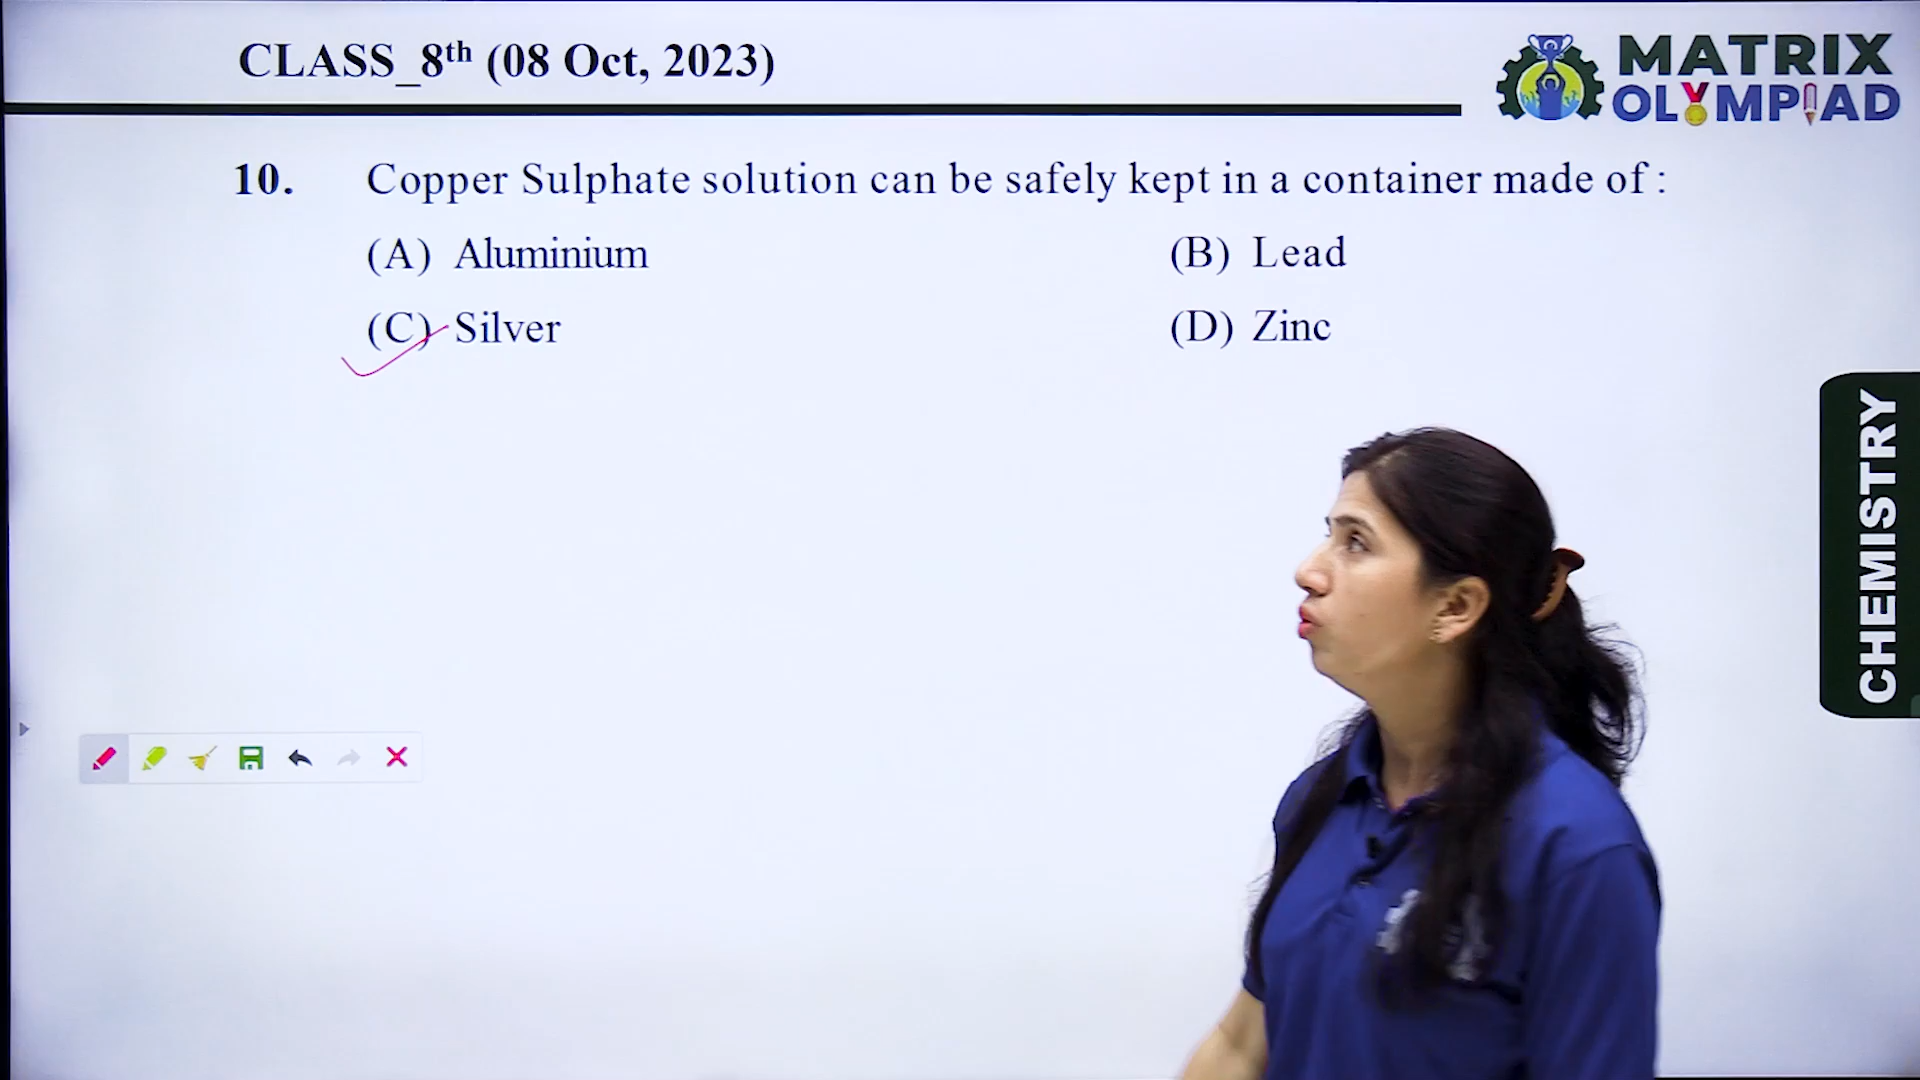 CLASS_8th (08 Oct, 2023)
MATRIX
OLYMPIAD
10. Copper Sulphate solution can be safely kept in a container made of :
(A) Aluminium (B) Lead
(C) Silver (D) Zinc
CHEMISTRY